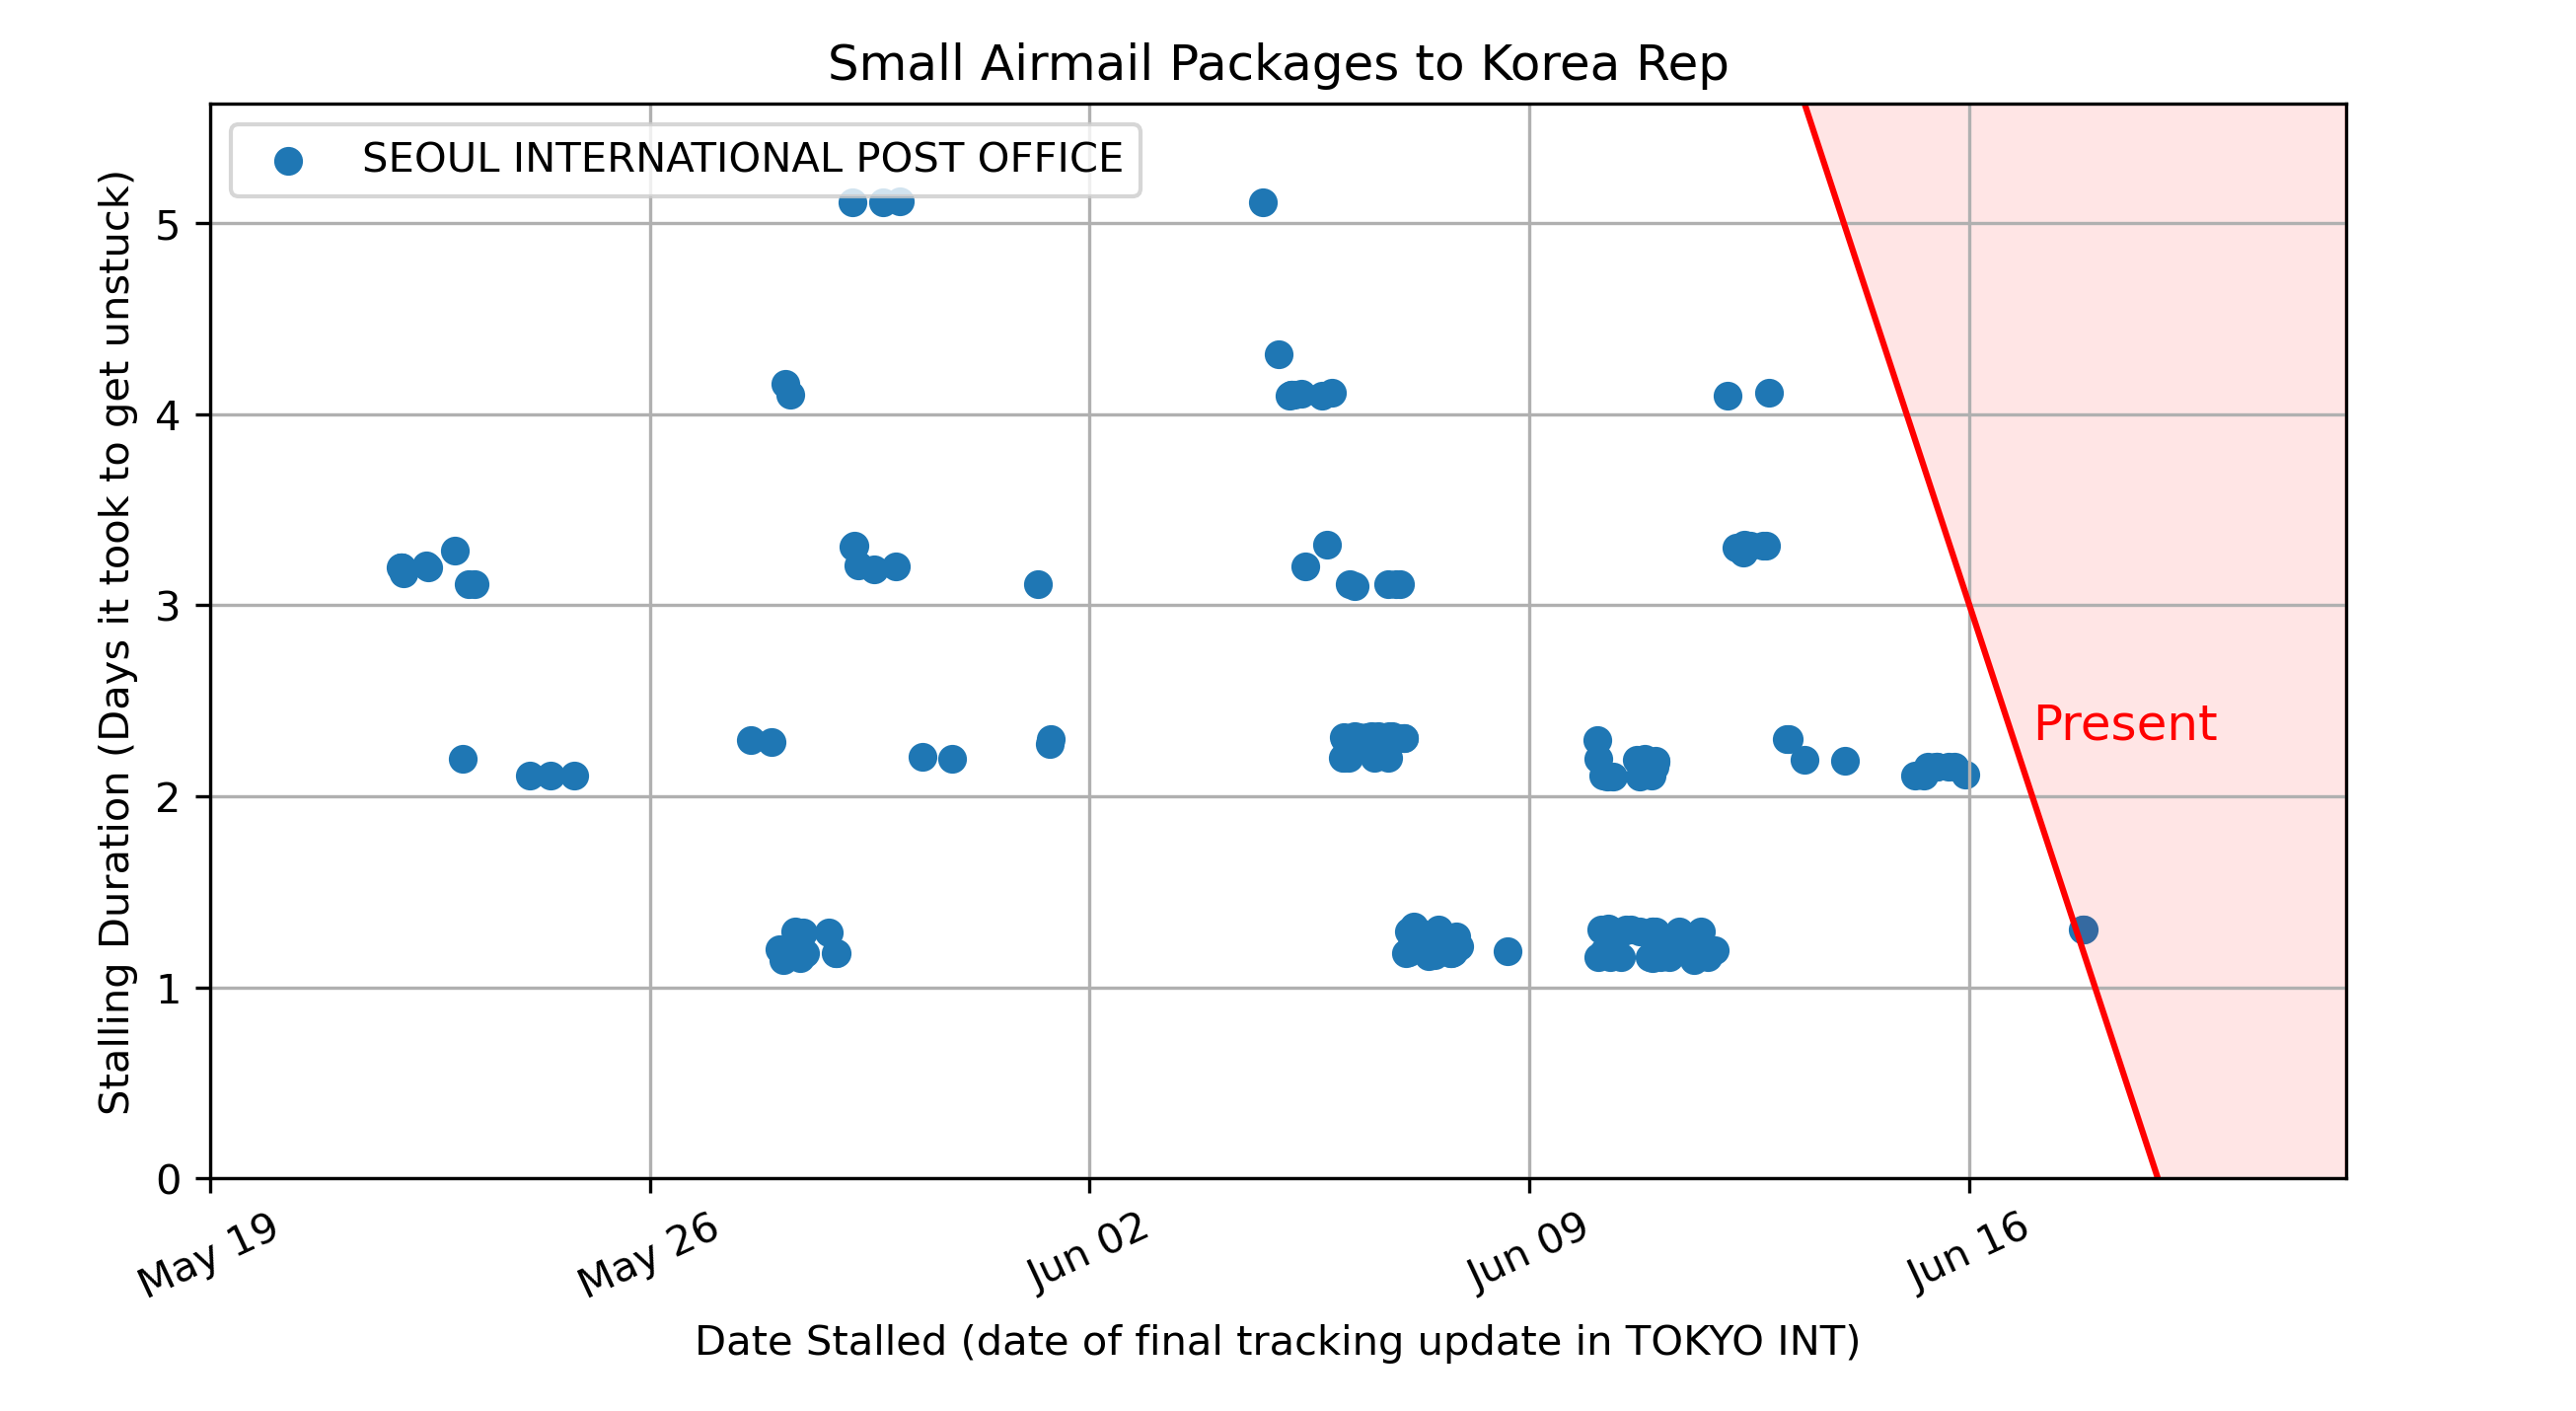 Small Airmail Packages to Korea Rep
SEOUL INTERNATIONAL POST OFFICE
Stalling Duration (Days it took to get unstuck)
5
4
3
2
1
0
Present
May 19
May 26
Jun 02
Jun 09
Jun 16
Date Stalled (date of final tracking update in TOKYO INT)